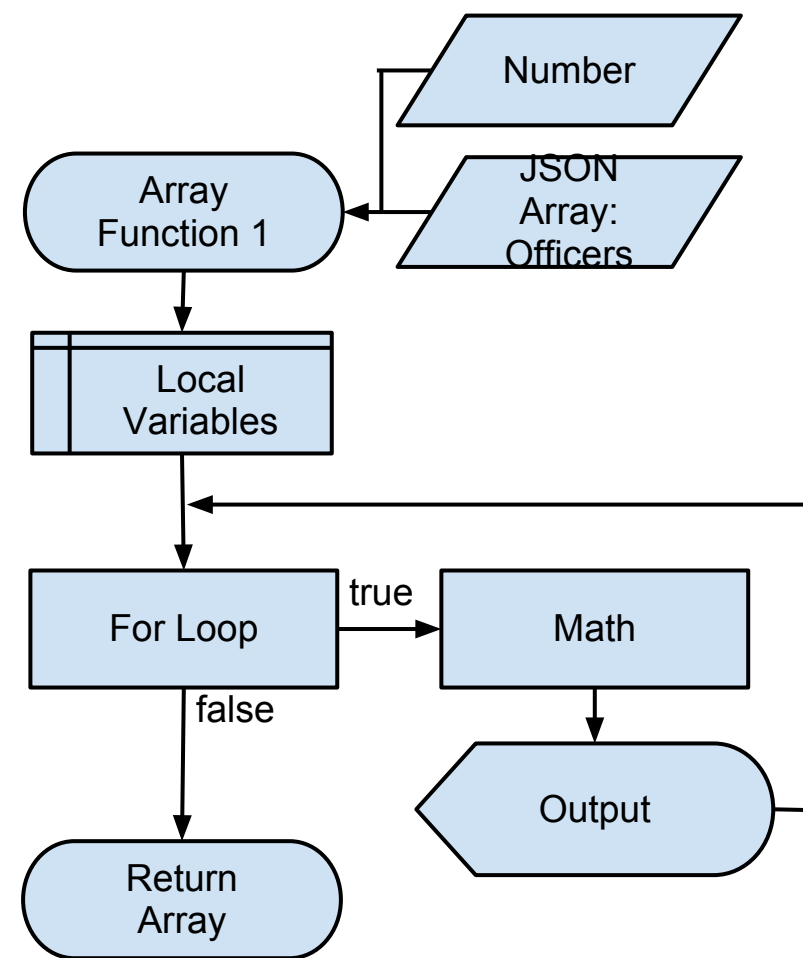 Number
JSON
Array:
Officers
Array
Function 1
Local
Variables
For Loop
true
Math
false
Output
Return
Array